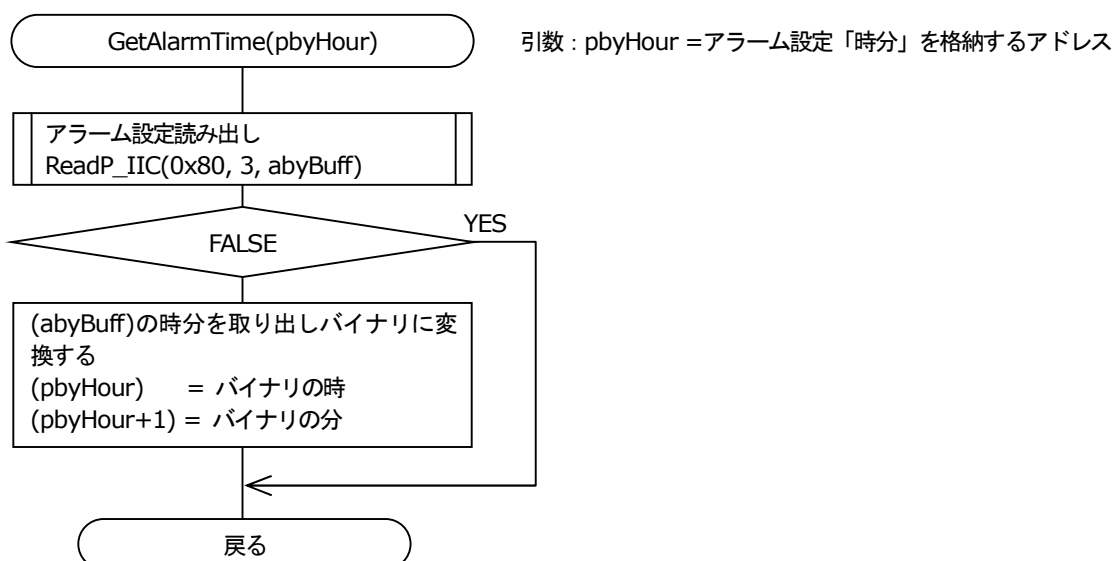 GetAlarmTime(pbyHour)
引数：pbyHour =アラーム設定「時分」を格納するアドレス
アラーム設定読み出し
ReadP_IIC(0x80, 3, abyBuff)
YES
FALSE
(abyBuff)の時分を取り出しバイナリに変
換する
(pbyHour) = バイナリの時
(pbyHour+1) = バイナリの分
戻る